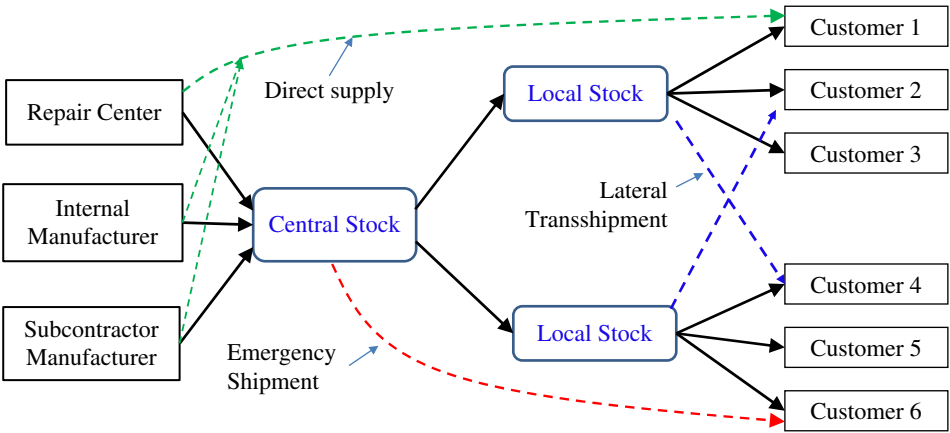 Repair Center
Internal
Manufacturer
Subcontractor
Manufacturer
Direct supply
Central Stock
Emergency
Shipment
Local Stock
Lateral
Transshipment
Local Stock
Customer 1
Customer 2
Customer 3
Customer 4
Customer 5
Customer 6